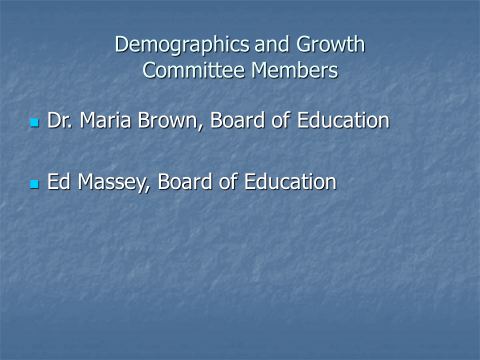 Demographics and Growth
Committee Members
Dr. Maria Brown, Board of Education
Ed Massey, Board of Education